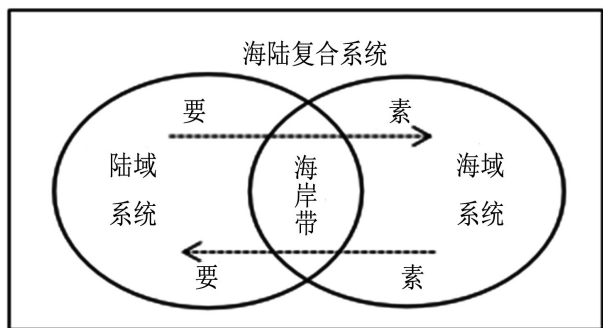 海陆复合系统
要 素
陆域 海 海域
系统 岸 系统
带
要 素